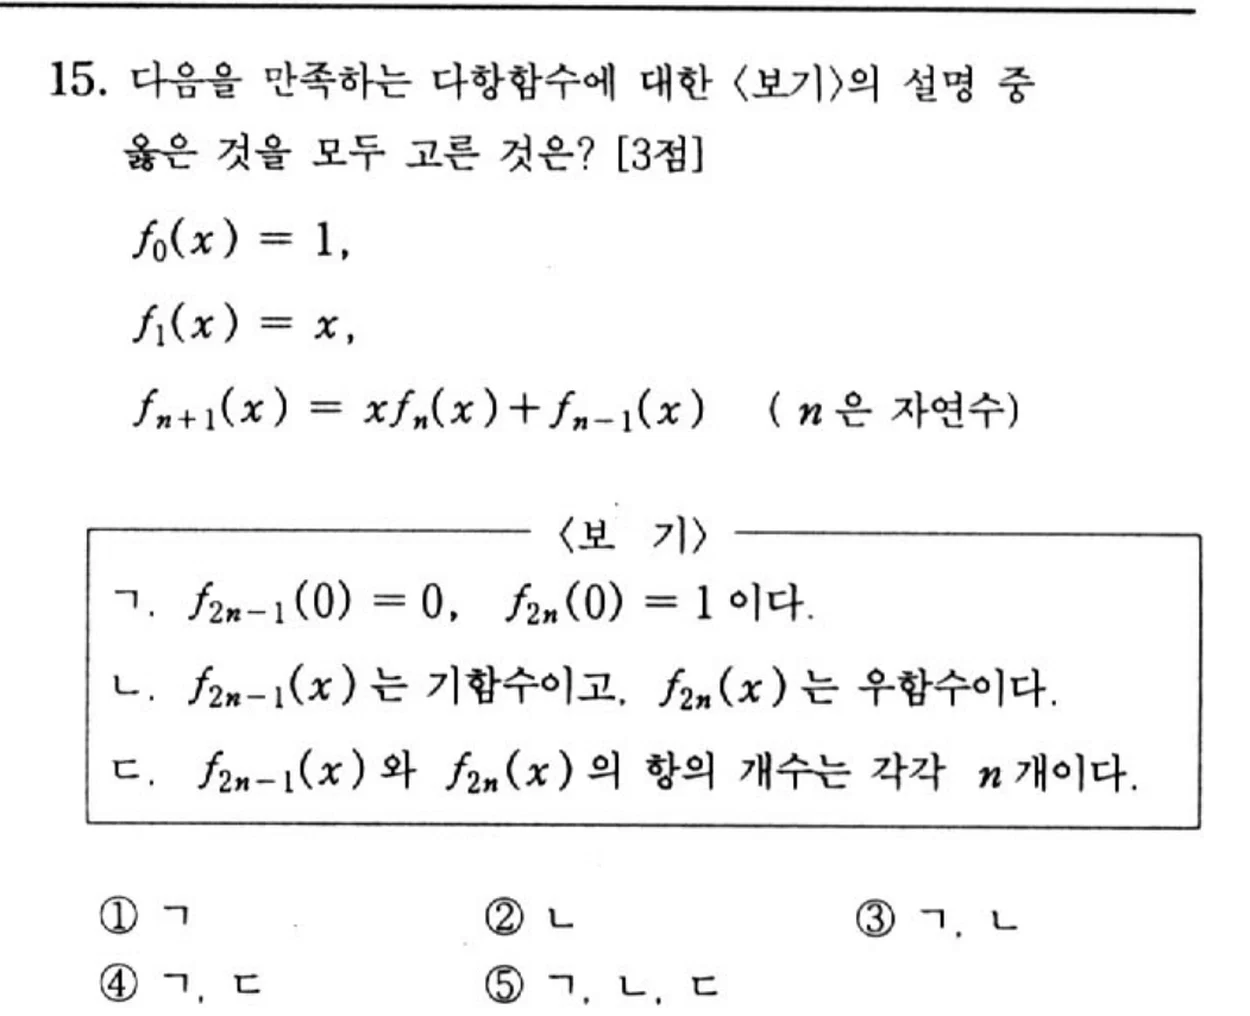 15. 다음을 만족하는 다항함수에 대한 〈보기〉의 설명 중
옳은 것을 모두 고른 것은? [3점]
f₀(x) = 1,
f₁(x) = x,
fₙ₊₁(x) = xfₙ(x)+fₙ₋₁(x) ( n은 자연수)
〈보 기〉
ㄱ. f₂ₙ₋₁(0) = 0, f₂ₙ(0) = 1 이다.
ㄴ. f₂ₙ₋₁(x)는 기함수이고, f₂ₙ(x)는 우함수이다.
ㄷ. f₂ₙ₋₁(x)와 f₂ₙ(x)의 항의 개수는 각각 n개이다.
① ㄱ ② ㄴ ③ ㄱ, ㄴ
④ ㄱ, ㄷ ⑤ ㄱ, ㄴ, ㄷ